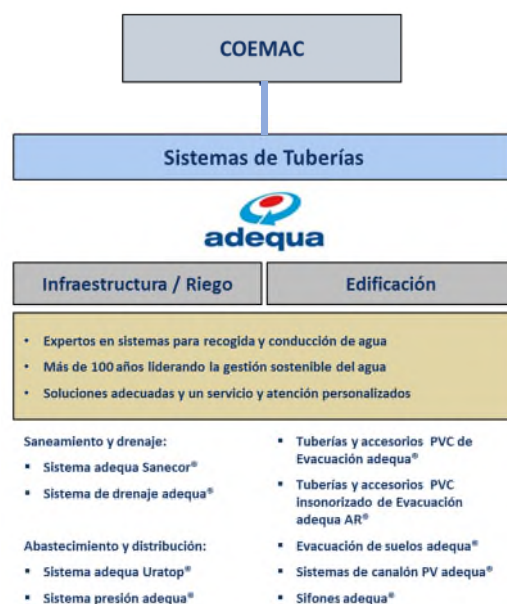 COEMAC
Sistemas de Tuberías
adequa
Infraestructura / Riego
Edificación
• Expertos en sistemas para recogida y conducción de agua
• Más de 100 años liderando la gestión sostenible del agua
• Soluciones adecuadas y un servicio y atención personalizados
Saneamiento y drenaje:
▪ Sistema adequa Sanecor®
▪ Sistema de drenaje adequa®
Abastecimiento y distribución:
▪ Sistema adequa Uratop®
▪ Sistema presión adequa®
▪ Tuberías y accesorios PVC de
Evacuación adequa®
▪ Tuberías y accesorios PVC
insonorizado de Evacuación
adequa AR®
▪ Evacuación de suelos adequa®
▪ Sistemas de canalón PV adequa®
▪ Sifones adequa®